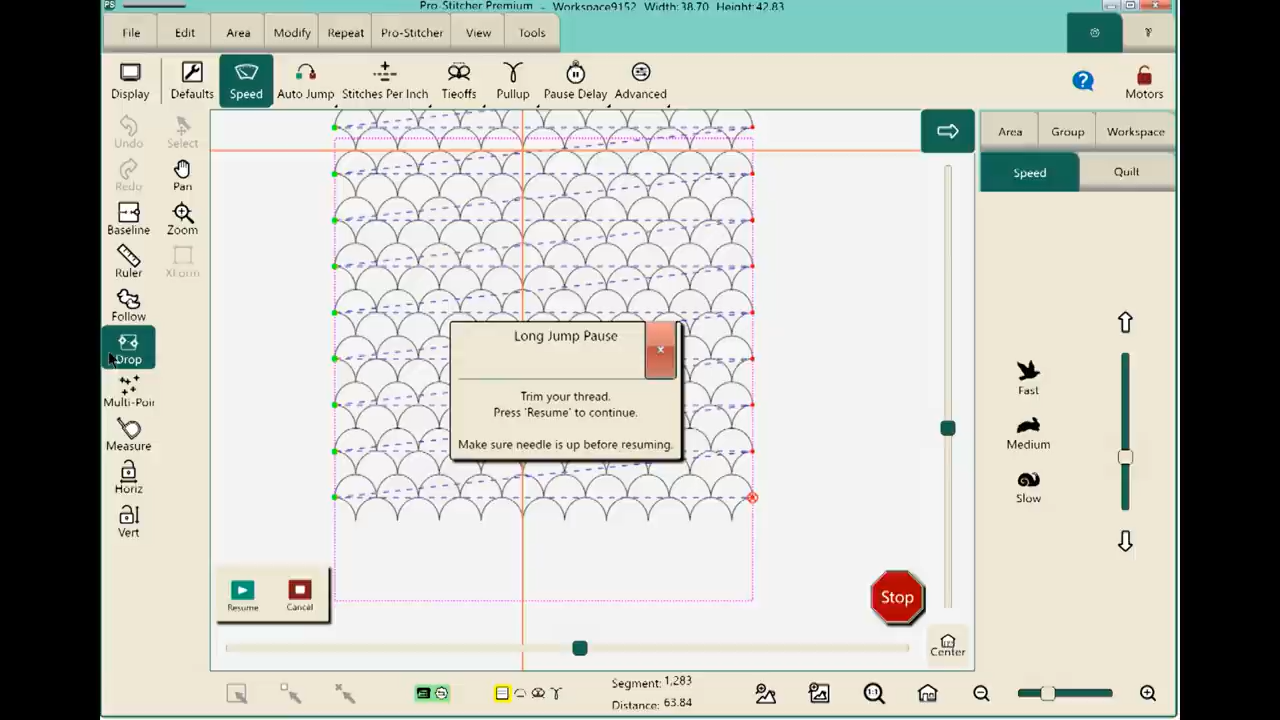 PS Pro-Stitcher Premium - Workspace9152 Width:38.70 Height:42.83
File Edit Area Modify Repeat Pro-Stitcher View Tools
Display Defaults Speed Auto Jump Stitches Per Inch Tieoffs Pullup Pause Delay Advanced ? Motors
Undo Select
Area Group Workspace
Redo Pan
Speed Quilt
Baseline Zoom
Ruler XForm
Follow
Drop
Multi-Poir
Measure
Horiz
Vert
Long Jump Pause
x
Trim your thread.
Press 'Resume' to continue.
Make sure needle is up before resuming.
Fast
Medium
Slow
Resume Cancel
Stop
Center
Segment: 1,283
Distance: 63.84
1:1